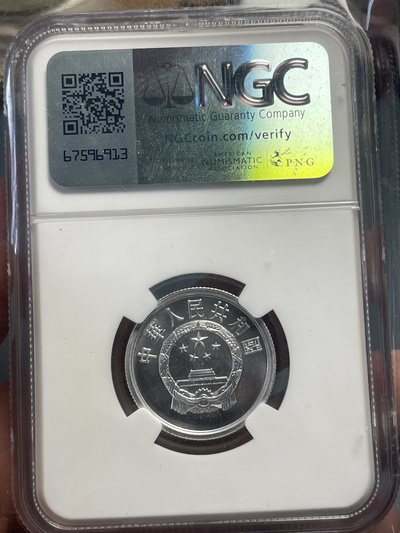 NGC
Numismatic Guaranty Company
NGCcoin.com/verify
67596913
AMERICAN
NUMISMATIC
ASSOCIATION
PNG
中华人民共和国